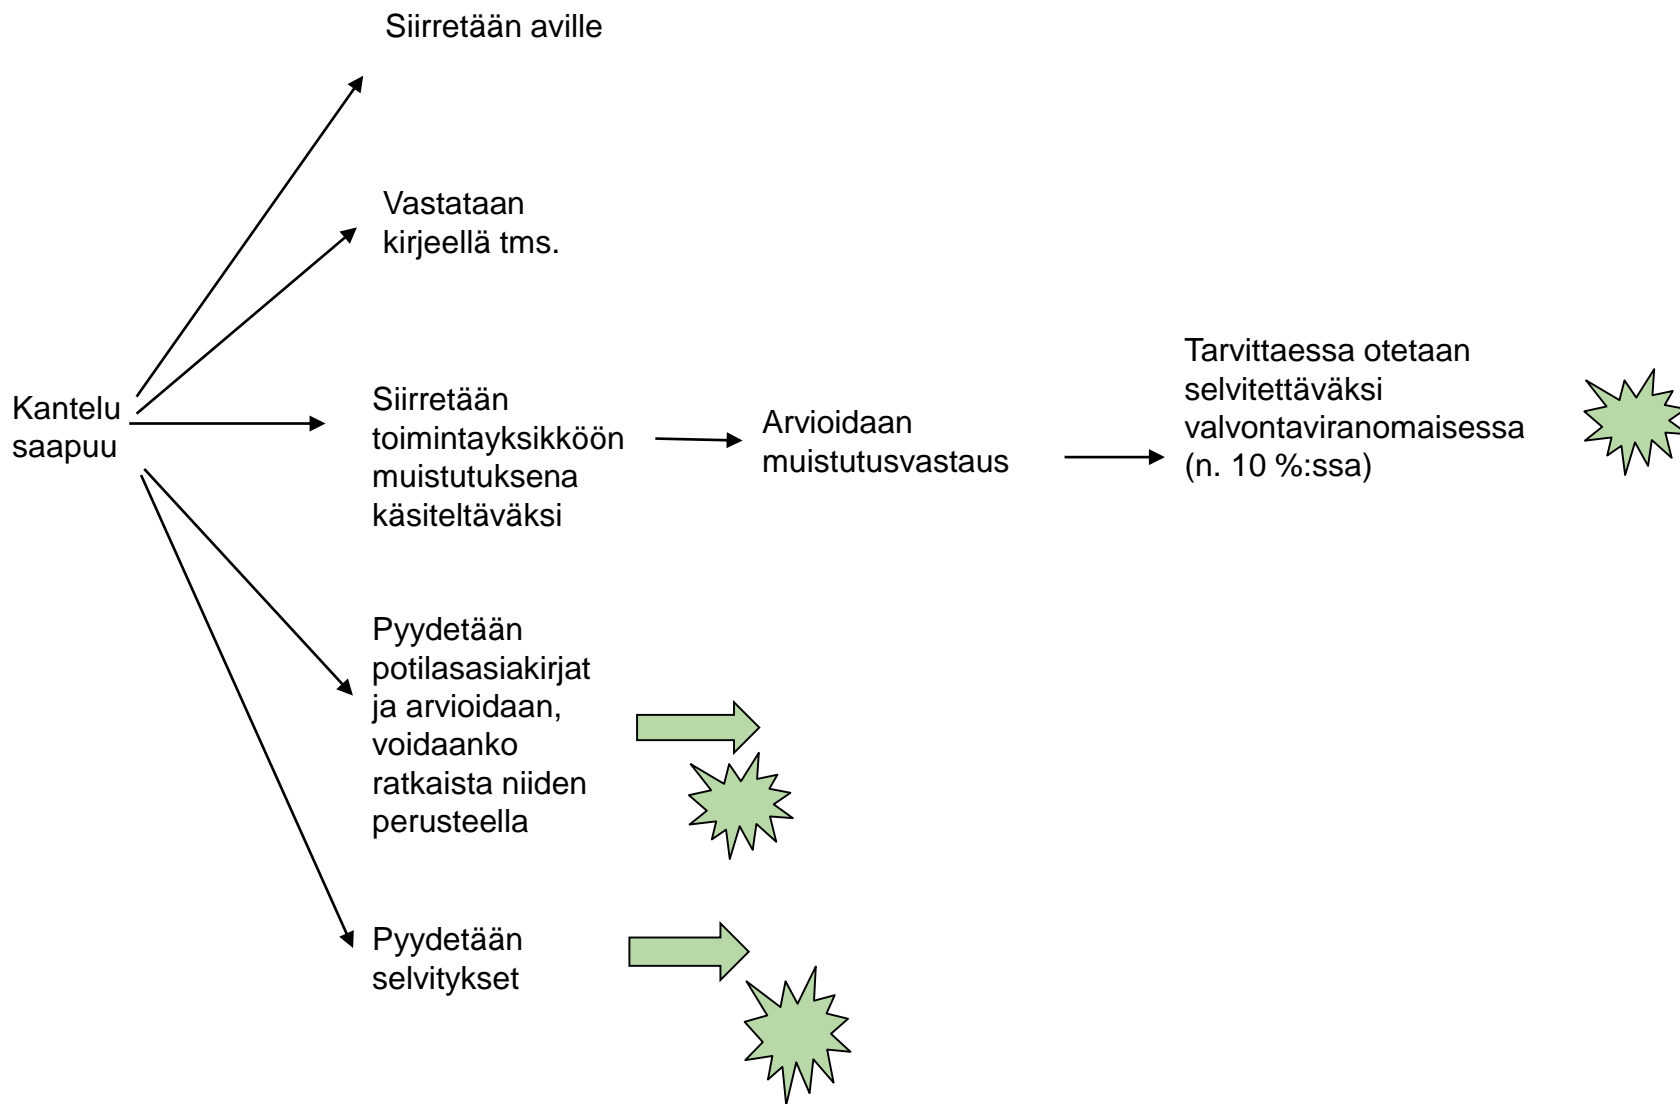 Siirretään aville
Vastataan
kirjeellä tms.
Kantelu
saapuu
Siirretään
toimintayksikköön
muistutuksena
käsiteltäväksi
Arvioidaan
muistutusvastaus
Tarvittaessa otetaan
selvitettäväksi
valvontaviranomaisessa
(n. 10 %:ssa)
Pyydetään
potilasasiakirjat
ja arvioidaan,
voidaanko
ratkaista niiden
perusteella
Pyydetään
selvitykset